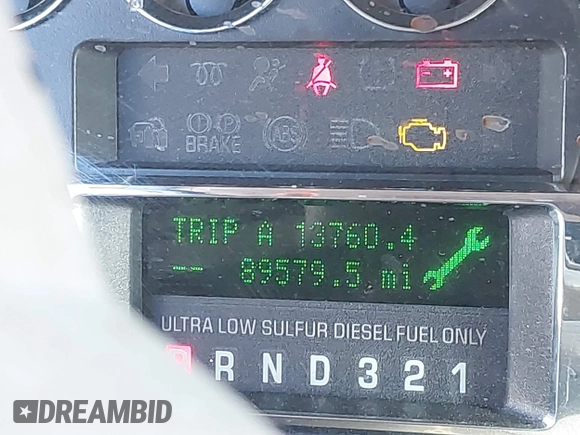 ABS
BRAKE
TRIP A 13760.4
89579.5 mi
ULTRA LOW SULFUR DIESEL FUEL ONLY
P R N D 3 2 1
DREAMBID